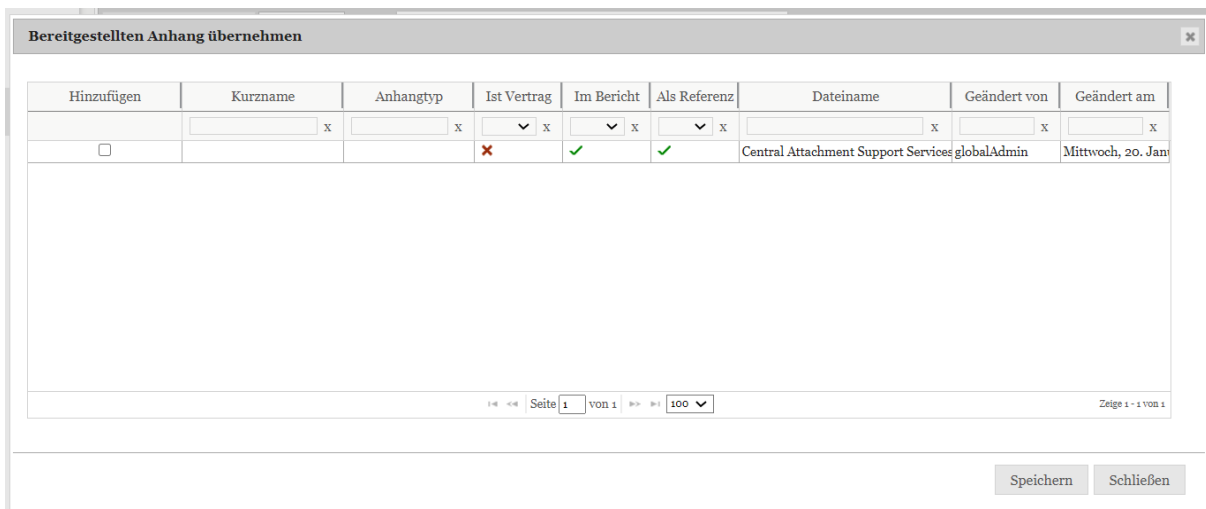 Bereitgestellten Anhang übernehmen
Hinzufügen Kurzname Anhangtyp Ist Vertrag Im Bericht Als Referenz Dateiname Geändert von Geändert am
x x x x x x x x
Central Attachment Support Services globalAdmin Mittwoch, 20. Janu
Seite 1 von 1 100 Zeige 1 - 1 von 1
Speichern Schließen